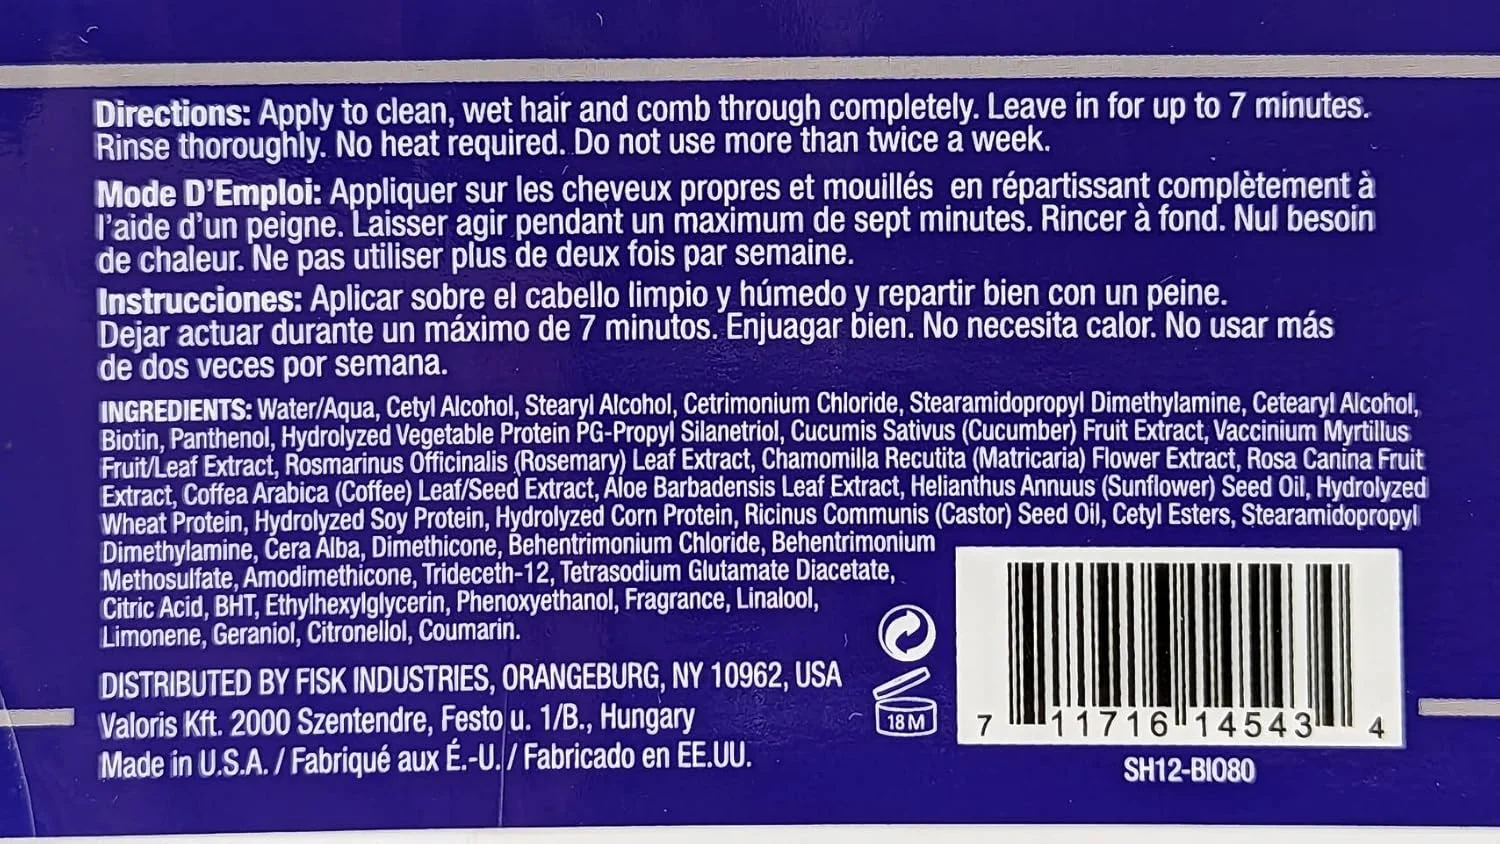 Directions: Apply to clean, wet hair and comb through completely. Leave in for up to 7 minutes.
Rinse thoroughly. No heat required. Do not use more than twice a week.
Mode D'Emploi: Appliquer sur les cheveux propres et mouillés en répartissant complètement à
l'aide d'un peigne. Laisser agir pendant un maximum de sept minutes. Rincer à fond. Nul besoin
de chaleur. Ne pas utiliser plus de deux fois par semaine.
Instrucciones: Aplicar sobre el cabello limpio y húmedo y repartir bien con un peine.
Dejar actuar durante un máximo de 7 minutos. Enjuagar bien. No necesita calor. No usar más
de dos veces por semana.
INGREDIENTS: Water/Aqua, Cetyl Alcohol, Stearyl Alcohol, Cetrimonium Chloride, Stearamidopropyl Dimethylamine, Cetearyl Alcohol,
Biotin, Panthenol, Hydrolyzed Vegetable Protein PG-Propyl Silanetriol, Cucumis Sativus (Cucumber) Fruit Extract, Vaccinium Myrtillus
Fruit/Leaf Extract, Rosmarinus Officinalis (Rosemary) Leaf Extract, Chamomilla Recutita (Matricaria) Flower Extract, Rosa Canina Fruit
Extract, Coffea Arabica (Coffee) Leaf/Seed Extract, Aloe Barbadensis Leaf Extract, Helianthus Annuus (Sunflower) Seed Oil, Hydrolyzed
Wheat Protein, Hydrolyzed Soy Protein, Hydrolyzed Corn Protein, Ricinus Communis (Castor) Seed Oil, Cetyl Esters, Stearamidopropyl
Dimethylamine, Cera Alba, Dimethicone, Behentrimonium Chloride, Behentrimonium
Methosulfate, Amodimethicone, Trideceth-12, Tetrasodium Glutamate Diacetate,
Citric Acid, BHT, Ethylhexylglycerin, Phenoxyethanol, Fragrance, Linalool,
Limonene, Geraniol, Citronellol, Coumarin.
DISTRIBUTED BY FISK INDUSTRIES, ORANGEBURG, NY 10962, USA
Valoris Kft. 2000 Szentendre, Festo u. 1/B., Hungary
Made in U.S.A. / Fabriqué aux É.-U. / Fabricado en EE.UU.
18 M
7 11716 14543 4
SH12-BIO80